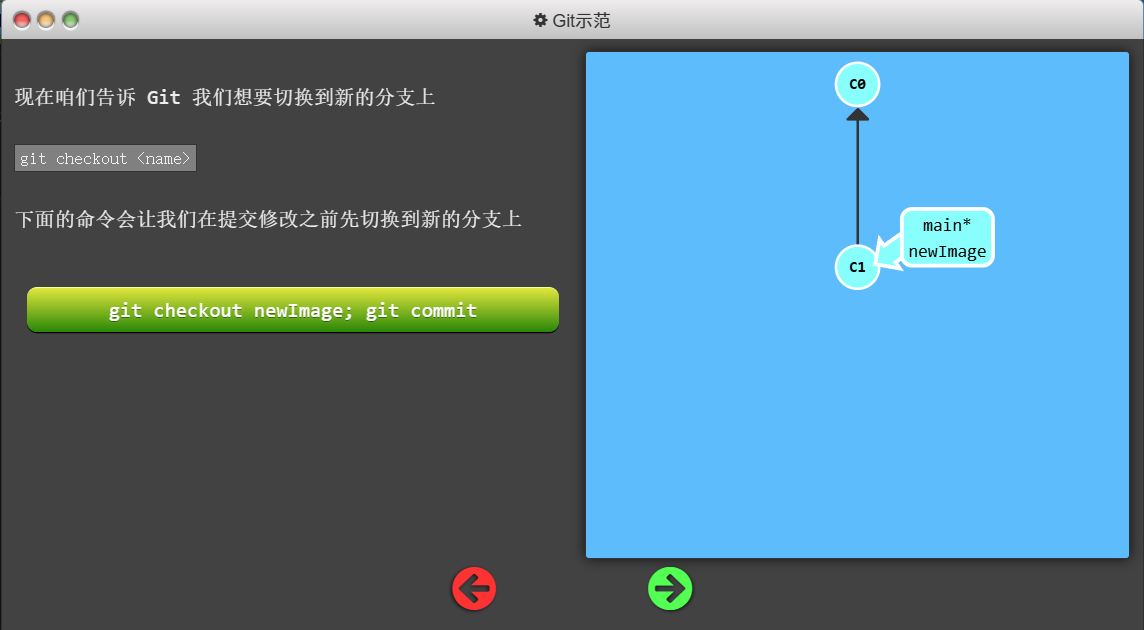 Git示范
现在咱们告诉 Git 我们想要切换到新的分支上
git checkout <name>
下面的命令会让我们在提交修改之前先切换到新的分支上
git checkout newImage; git commit
C0
main*
newImage
C1